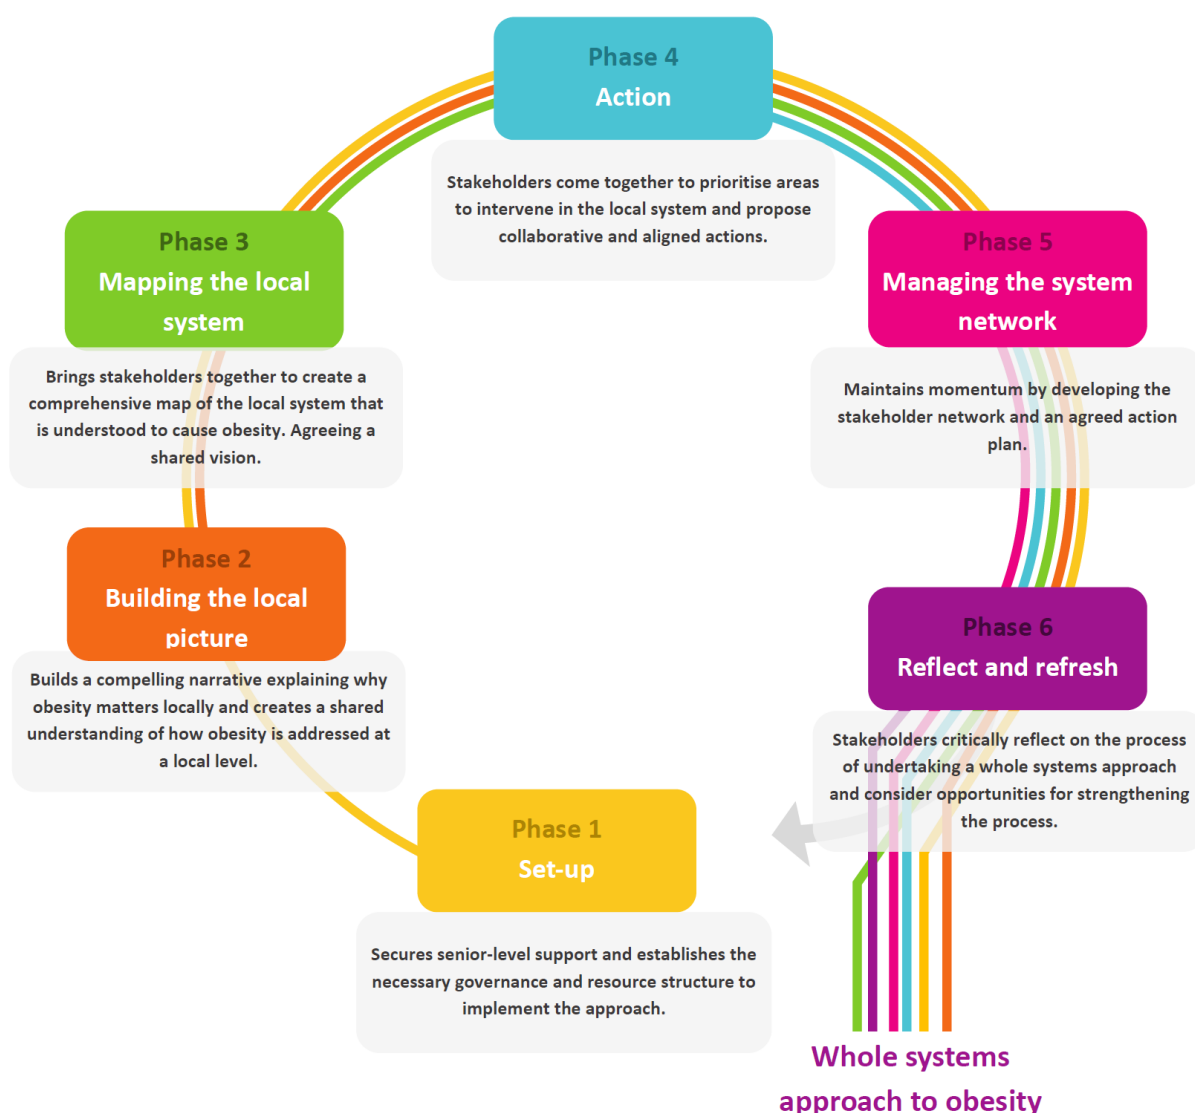 Phase 4
Action
Stakeholders come together to prioritise areas
to intervene in the local system and propose
collaborative and aligned actions.
Phase 3
Mapping the local
system
Brings stakeholders together to create a
comprehensive map of the local system that
is understood to cause obesity. Agreeing a
shared vision.
Phase 5
Managing the system
network
Maintains momentum by developing the
stakeholder network and an agreed action
plan.
Phase 2
Building the local
picture
Builds a compelling narrative explaining why
obesity matters locally and creates a shared
understanding of how obesity is addressed at
a local level.
Phase 6
Reflect and refresh
Stakeholders critically reflect on the process
of undertaking a whole systems approach
and consider opportunities for strengthening
the process.
Phase 1
Set-up
Secures senior-level support and establishes the
necessary governance and resource structure to
implement the approach.
Whole systems
approach to obesity